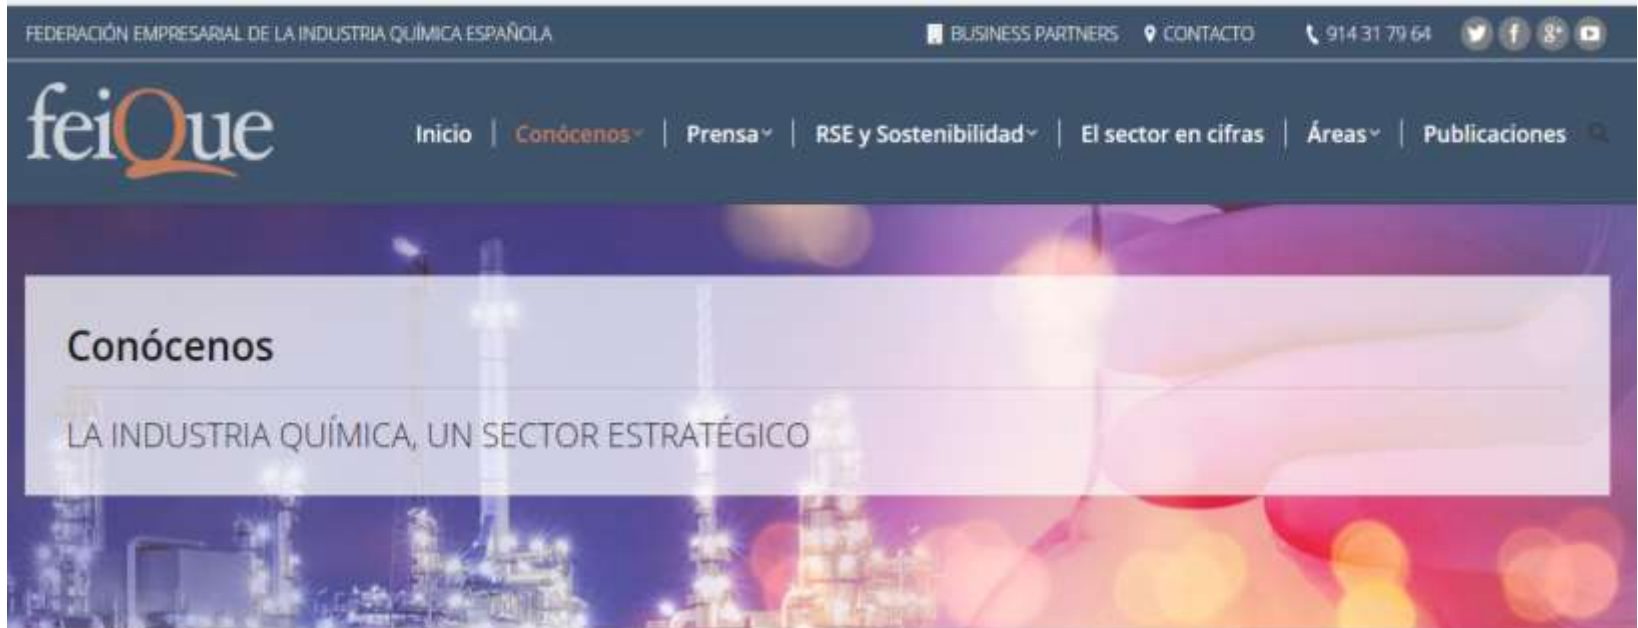 FEDERACIÓN EMPRESARIAL DE LA INDUSTRIA QUÍMICA ESPAÑOLA BUSINESS PARTNERS CONTACTO 914 31 79 64
feiQue
Inicio | Conócenos | Prensa | RSE y Sostenibilidad | El sector en cifras | Áreas | Publicaciones
Conócenos
LA INDUSTRIA QUÍMICA, UN SECTOR ESTRATÉGICO